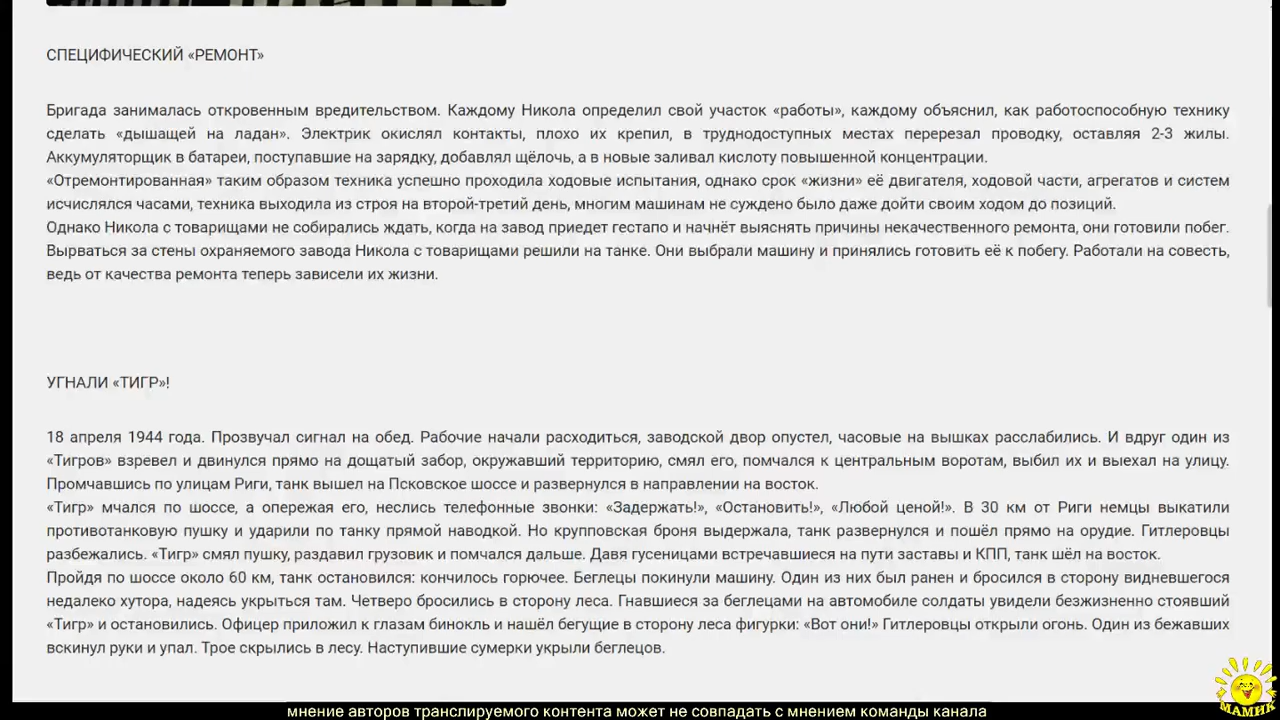 СПЕЦИФИЧЕСКИЙ «РЕМОНТ»
Бригада занималась откровенным вредительством. Каждому Никола определил свой участок «работы», каждому объяснил, как работоспособную технику
сделать «дышащей на ладан». Электрик окислял контакты, плохо их крепил, в труднодоступных местах перерезал проводку, оставляя 2-3 жилы.
Аккумуляторщик в батареи, поступавшие на зарядку, добавлял щёлочь, а в новые заливал кислоту повышенной концентрации.
«Отремонтированная» таким образом техника успешно проходила ходовые испытания, однако срок «жизни» её двигателя, ходовой части, агрегатов и систем
исчислялся часами, техника выходила из строя на второй-третий день, многим машинам не суждено было даже дойти своим ходом до позиций.
Однако Никола с товарищами не собирались ждать, когда на завод приедет гестапо и начнёт выяснять причины некачественного ремонта, они готовили побег.
Вырваться за стены охраняемого завода Никола с товарищами решили на танке. Они выбрали машину и принялись готовить её к побегу. Работали на совесть,
ведь от качества ремонта теперь зависели их жизни.
УГНАЛИ «ТИГР»!
18 апреля 1944 года. Прозвучал сигнал на обед. Рабочие начали расходиться, заводской двор опустел, часовые на вышках расслабились. И вдруг один из
«Тигров» взревел и двинулся прямо на дощатый забор, окружавший территорию, смял его, помчался к центральным воротам, выбил их и выехал на улицу.
Промчавшись по улицам Риги, танк вышел на Псковское шоссе и развернулся в направлении на восток.
«Тигр» мчался по шоссе, а опережая его, неслись телефонные звонки: «Задержать!», «Остановить!», «Любой ценой!». В 30 км от Риги немцы выкатили
противотанковую пушку и ударили по танку прямой наводкой. Но крупповская броня выдержала, танк развернулся и пошёл прямо на орудие. Гитлеровцы
разбежались. «Тигр» смял пушку, раздавил грузовик и помчался дальше. Давя гусеницами встречавшиеся на пути заставы и КПП, танк шёл на восток.
Пройдя по шоссе около 60 км, танк остановился: кончилось горючее. Беглецы покинули машину. Один из них был ранен и бросился в сторону видневшегося
недалеко хутора, надеясь укрыться там. Четверо бросились в сторону леса. Гнавшиеся за беглецами на автомобиле солдаты увидели безжизненно стоявший
«Тигр» и остановились. Офицер приложил к глазам бинокль и нашёл бегущие в сторону леса фигурки: «Вот они!» Гитлеровцы открыли огонь. Один из бежавших
вскинул руки и упал. Трое скрылись в лесу. Наступившие сумерки укрыли беглецов.
МАМИК
мнение авторов транслируемого контента может не совпадать с мнением команды канала